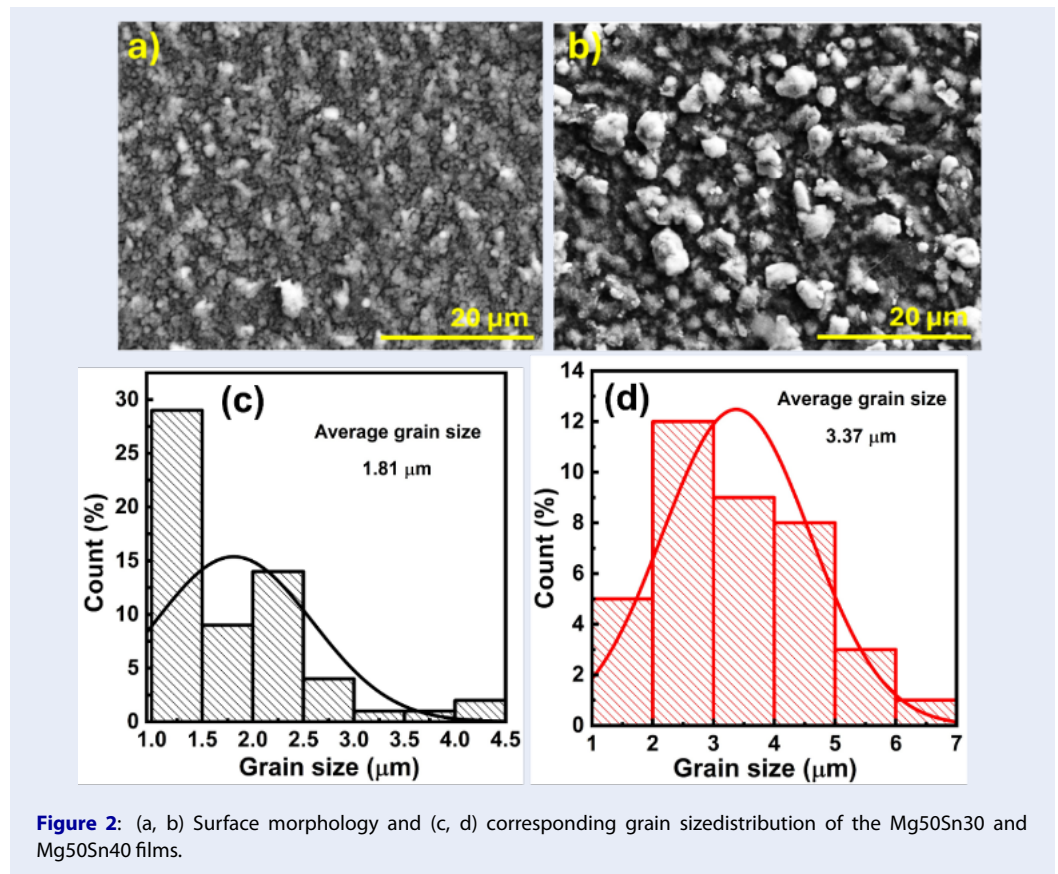 a)
20 μm
b)
20 μm
(c)
Average grain size
1.81 μm
Count (%)
30
25
20
15
10
5
0
1.0 1.5 2.0 2.5 3.0 3.5 4.0 4.5
Grain size (μm)
(d)
Average grain size
3.37 μm
Count (%)
14
12
10
8
6
4
2
0
1 2 3 4 5 6 7
Grain size (μm)
Figure 2: (a, b) Surface morphology and (c, d) corresponding grain sizedistribution of the Mg50Sn30 and
Mg50Sn40 films.